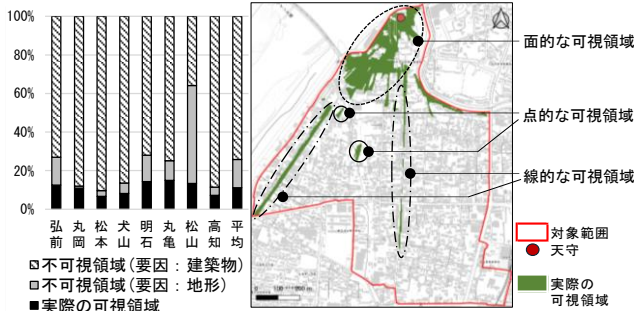 100%
80%
60%
40%
20%
0%
弘前
丸岡
松本
犬山
明石
丸亀
松山
高知
平均
不可視領域(要因：建築物)
不可視領域(要因：地形)
実際の可視領域
面的な可視領域
点的な可視領域
線的な可視領域
対象範囲
天守
実際の
可視領域